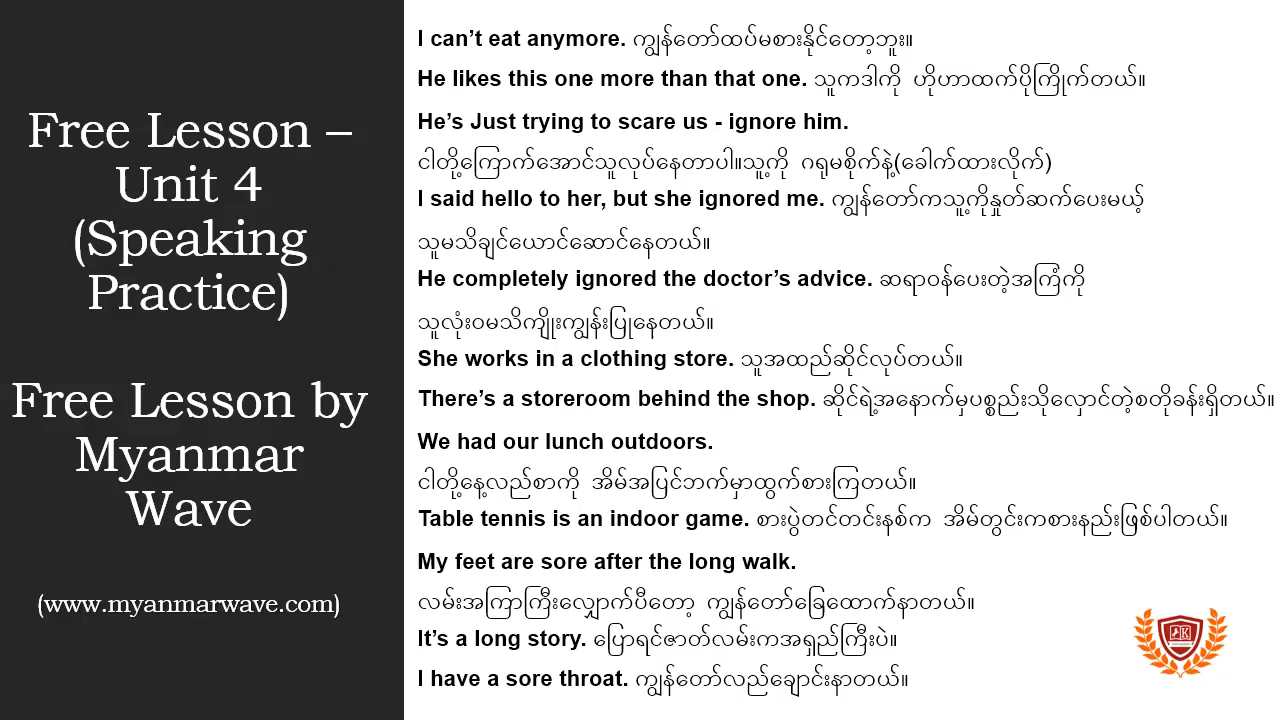 Free Lesson –
Unit 4
(Speaking
Practice)
Free Lesson by
Myanmar
Wave
(www.myanmarwave.com)
I can’t eat anymore. ကျွန်တော်ထပ်မစားနိုင်တော့ဘူး။
He likes this one more than that one. သူကဒါကို ဟိုဟာထက်ပိုကြိုက်တယ်။
He’s Just trying to scare us - ignore him.
ငါတို့ကြောက်အောင်သူလုပ်နေတာပါ။သူ့ကို ဂရုမစိုက်နဲ့(ခေါက်ထားလိုက်)
I said hello to her, but she ignored me. ကျွန်တော်ကသူ့ကိုနှုတ်ဆက်ပေးမယ့်
သူမသိချင်ယောင်ဆောင်နေတယ်။
He completely ignored the doctor’s advice. ဆရာဝန်ပေးတဲ့အကြံကို
သူလုံးဝမသိကျိုးကျွန်းပြုနေတယ်။
She works in a clothing store. သူအထည်ဆိုင်လုပ်တယ်။
There’s a storeroom behind the shop. ဆိုင်ရဲ့အနောက်မှပစ္စည်းသိုလှောင်တဲ့စတိုခန်းရှိတယ်။
We had our lunch outdoors.
ငါတို့နေ့လည်စာကို အိမ်အပြင်ဘက်မှာထွက်စားကြတယ်။
Table tennis is an indoor game. စားပွဲတင်တင်းနစ်က အိမ်တွင်းကစားနည်းဖြစ်ပါတယ်။
My feet are sore after the long walk.
လမ်းအကြာကြီးလျှောက်ပီတော့ ကျွန်တော်ခြေထောက်နာတယ်။
It’s a long story. ပြောရင်ဇာတ်လမ်းကအရှည်ကြီးပဲ။
I have a sore throat. ကျွန်တော်လည်ချောင်းနာတယ်။